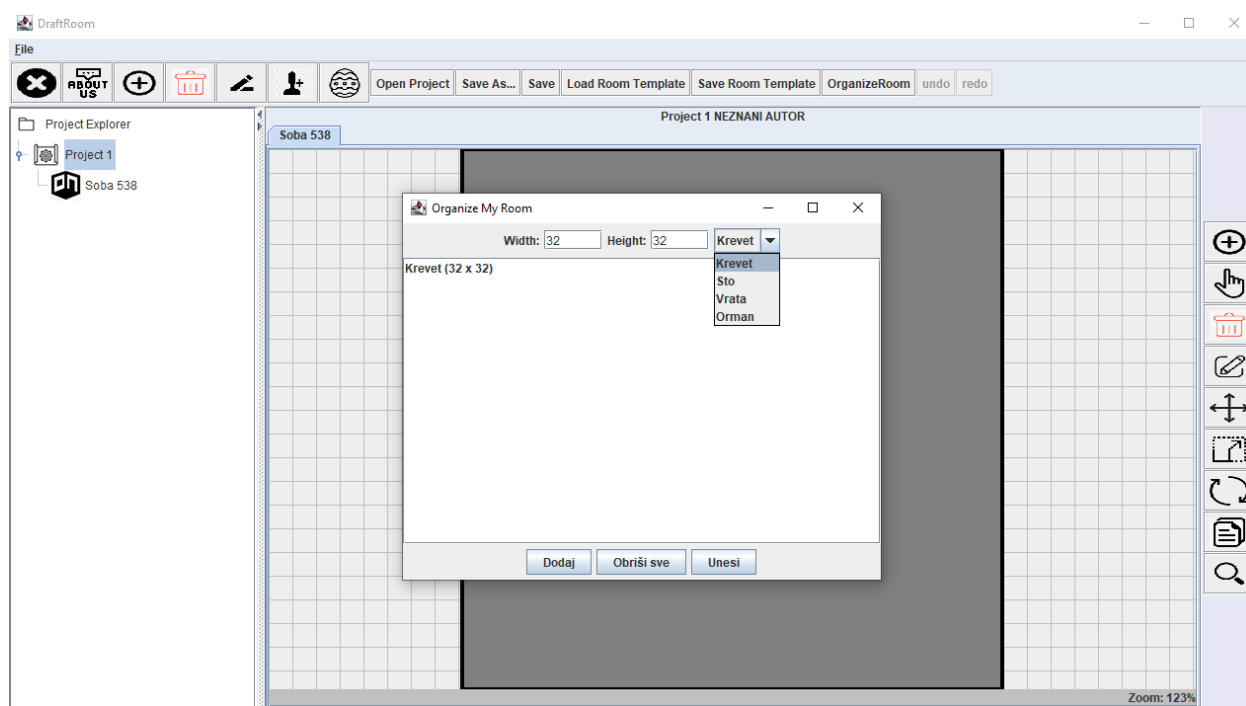 DraftRoom
File
ABOUT US
Open Project Save As... Save Load Room Template Save Room Template OrganizeRoom undo redo
Project Explorer
Project 1
Soba 538
Project 1 NEZNANI AUTOR
Soba 538
Organize My Room
Width: 32 Height: 32 Krevet
Krevet (32 x 32)
Krevet
Sto
Vrata
Orman
Dodaj Obriši sve Unesi
Zoom: 123%